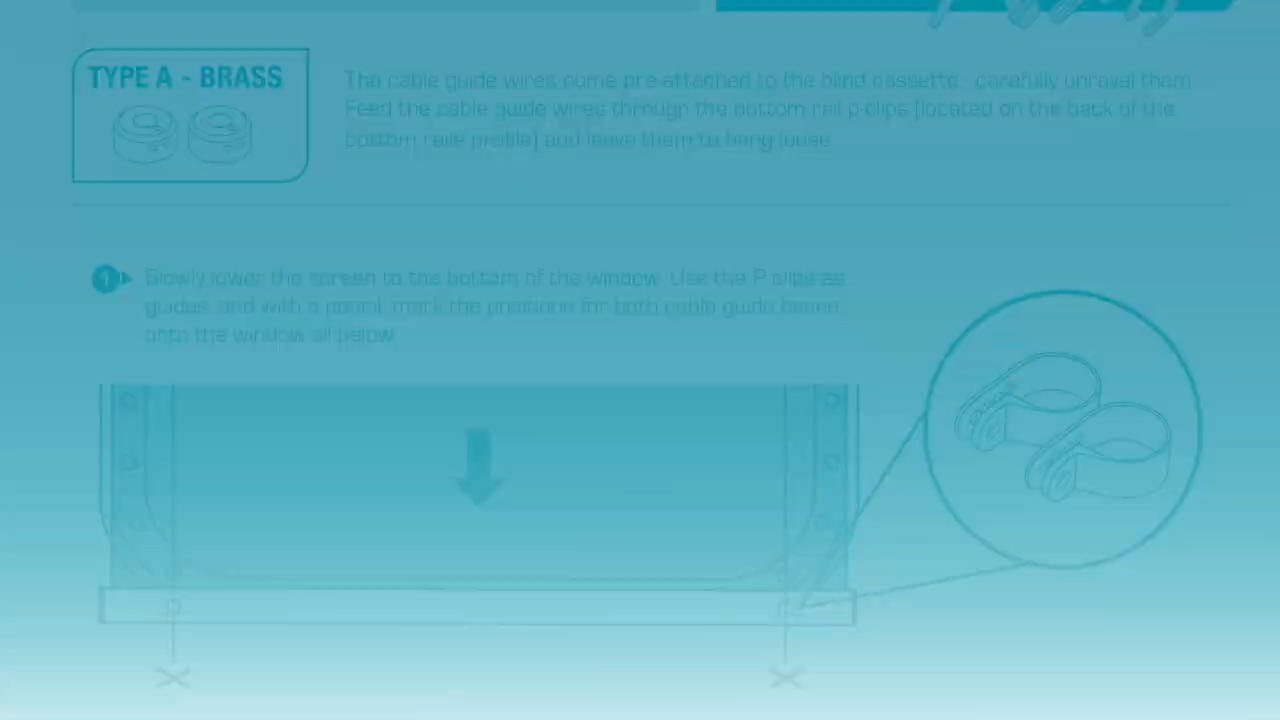 TYPE A - BRASS
The cable guide wires come pre-attached to the blind cassette - carefully unravel them.
Feed the cable guide wires through the bottom rail p-clips (located on the back of the
bottom rails profile) and leave them to hang loose.
1
Slowly lower the screen to the bottom of the window. Use the P clips as
guides, and with a pencil, mark the positions for both cable guide bases
onto the window sill below.